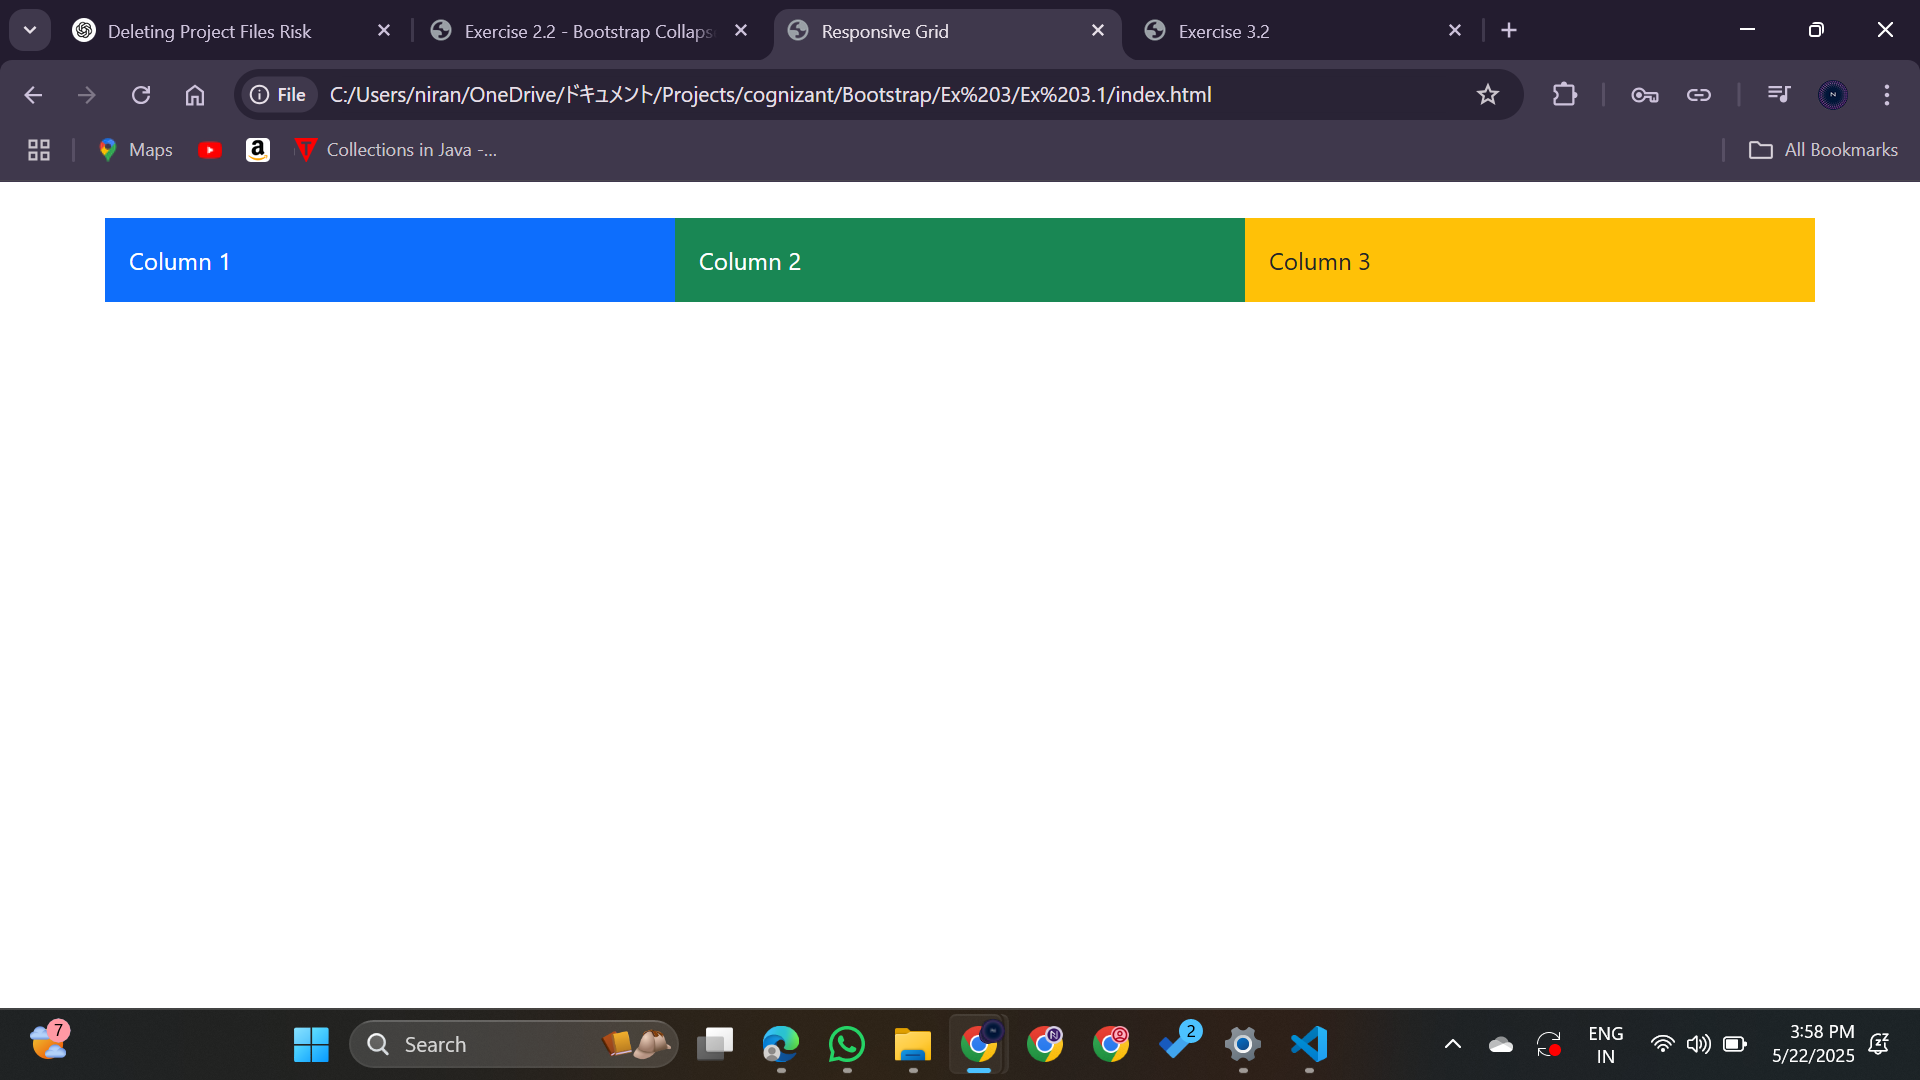 Deleting Project Files Risk
Exercise 2.2 - Bootstrap Collaps
Responsive Grid
Exercise 3.2
File
C:/Users/niran/OneDrive/ドキュメント/Projects/cognizant/Bootstrap/Ex%203/Ex%203.1/index.html
Maps
Collections in Java -...
All Bookmarks
Column 1
Column 2
Column 3
7
Search
2
ENG
IN
3:58 PM
5/22/2025